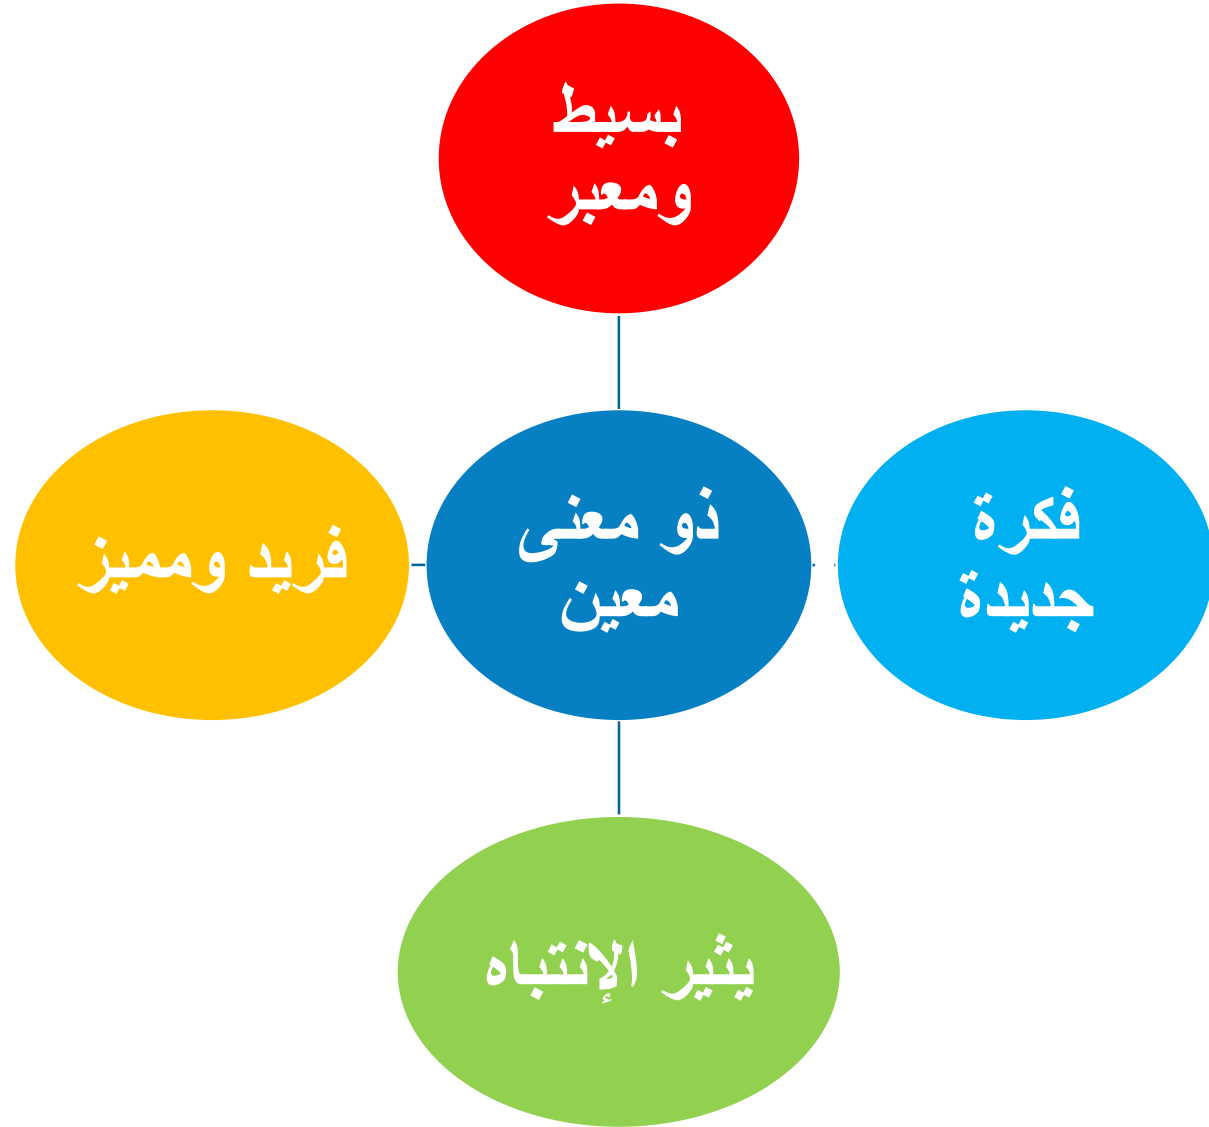 بسيط
ومعبر
فكرة
جديدة
ذو معنى
معين
فريد ومميز
يثير الإنتباه